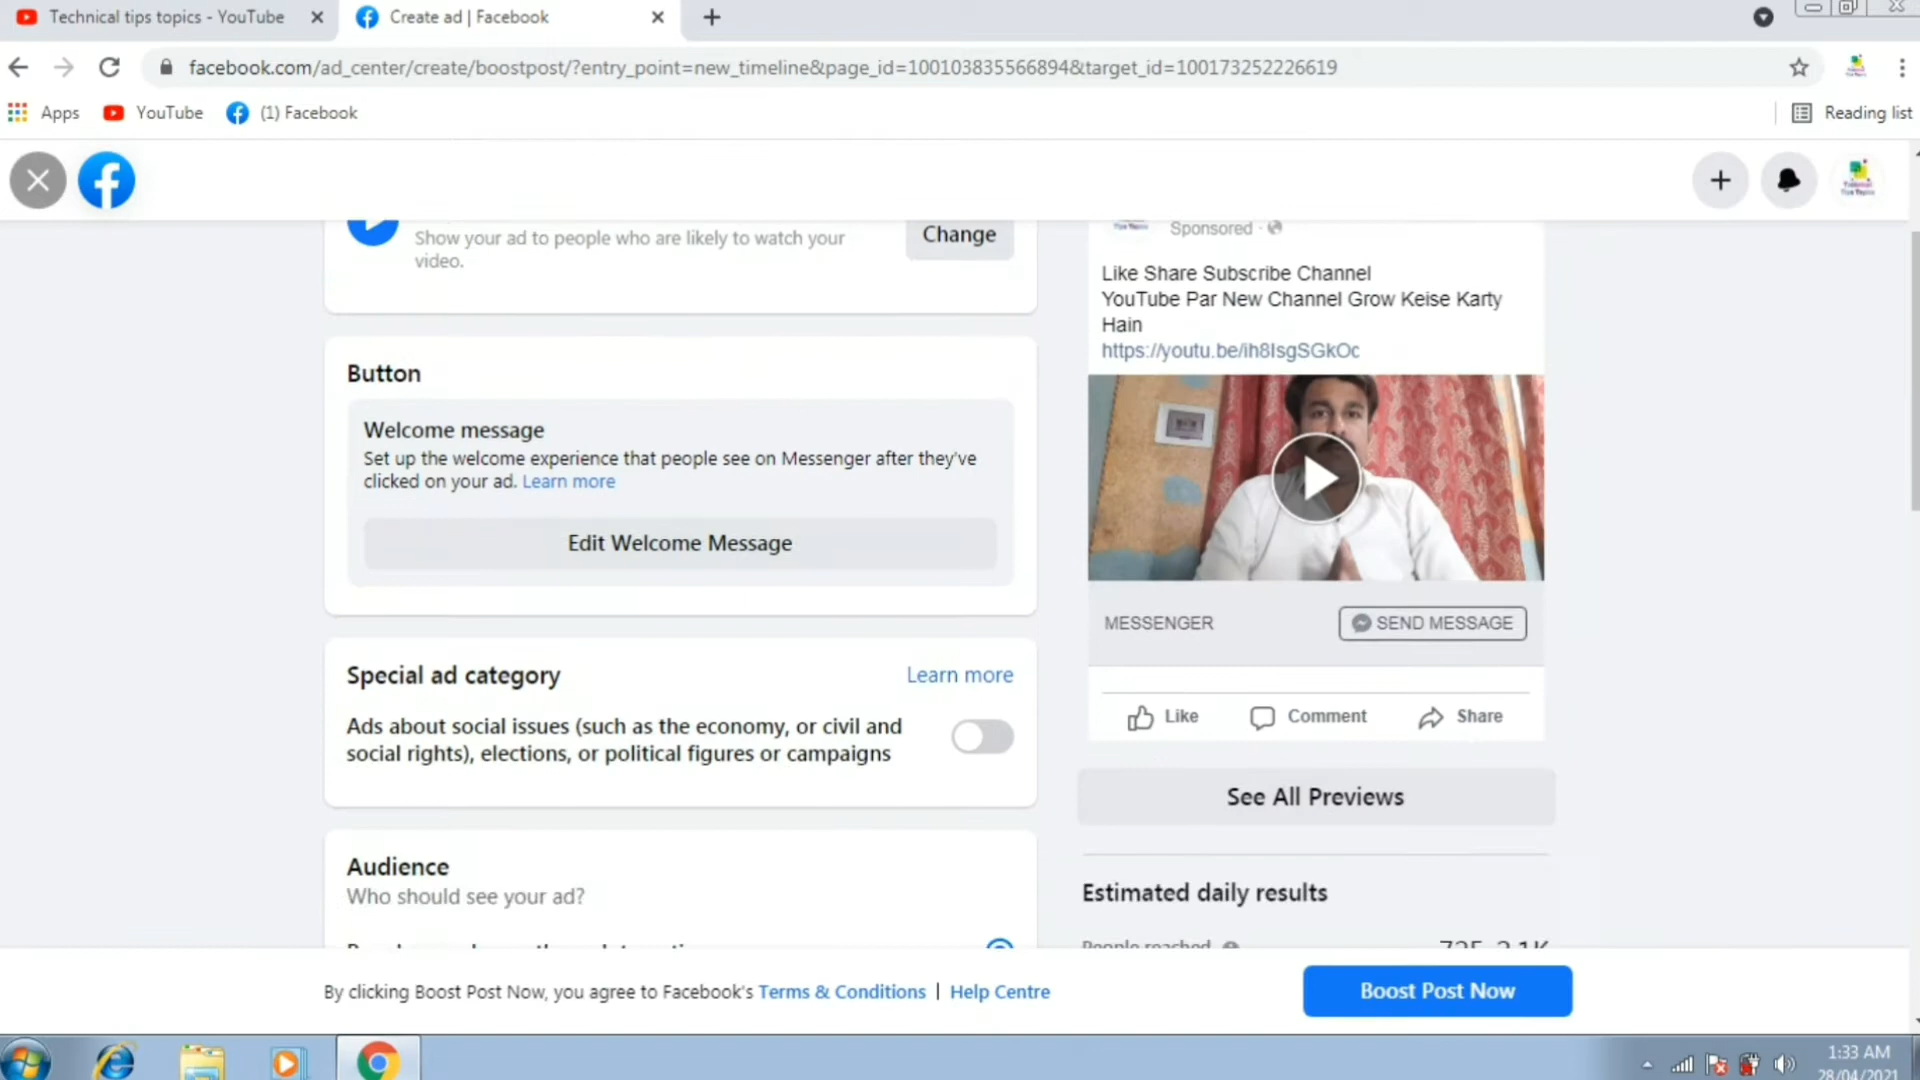 Technical tips topics - YouTube
Create ad | Facebook
facebook.com/ad_center/create/boostpost/?entry_point=new_timeline&page_id=100103835566894&target_id=100173252226619
Apps
YouTube
(1) Facebook
Reading list
Show your ad to people who are likely to watch your
video.
Change
Button
Welcome message
Set up the welcome experience that people see on Messenger after they've
clicked on your ad. Learn more
Edit Welcome Message
Special ad category
Learn more
Ads about social issues (such as the economy, or civil and
social rights), elections, or political figures or campaigns
Audience
Who should see your ad?
Sponsored ·
Like Share Subscribe Channel
YouTube Par New Channel Grow Keise Karty
Hain
https://youtu.be/ih8IsgSGkOc
MESSENGER
SEND MESSAGE
Like
Comment
Share
See All Previews
Estimated daily results
People reached
By clicking Boost Post Now, you agree to Facebook's Terms & Conditions | Help Centre
Boost Post Now
1:33 AM
28/04/2021